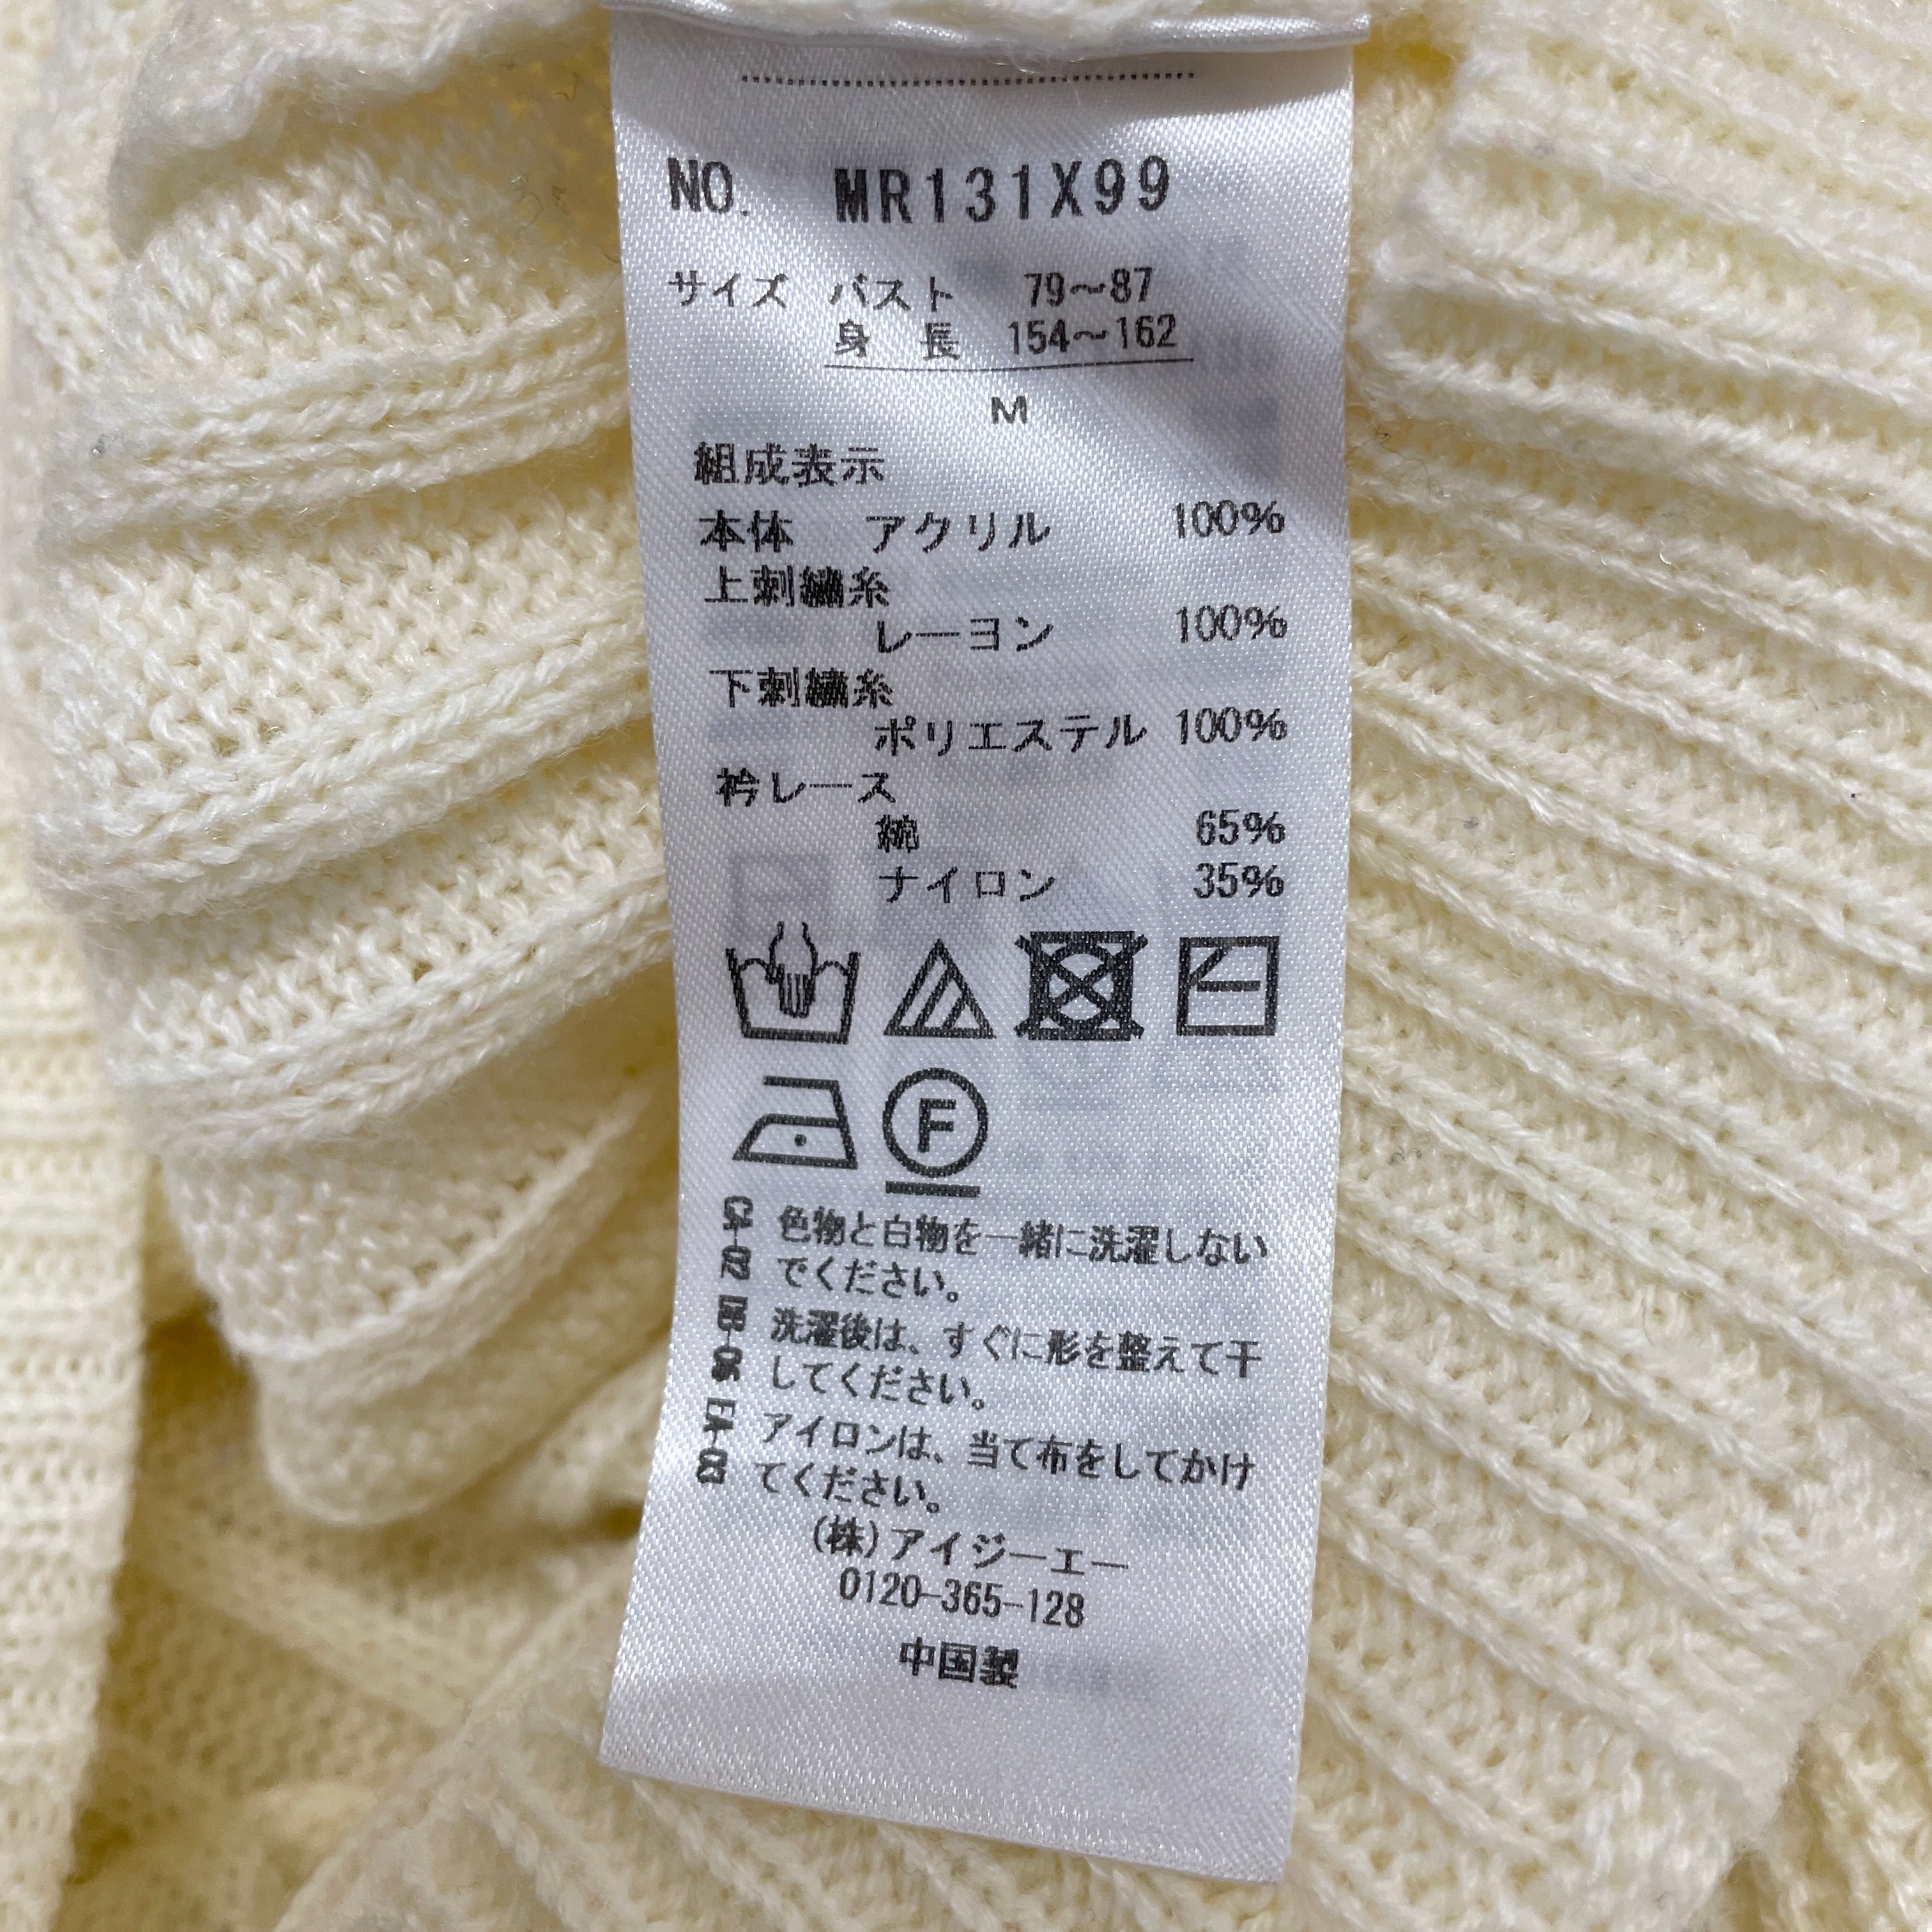 NO. MR131X99
サイズ バスト 79～87
身 長 154～162
M
組成表示
本体 アクリル 100%
上刺繍糸
レーヨン 100%
下刺繍糸
ポリエステル 100%
衿レース
綿 65%
ナイロン 35%
F
色物と白物を一緒に洗濯しない
でください。
洗濯後は、すぐに形を整えて干
してください。
アイロンは、当て布をしてかけ
てください。
(株)アイジーエー
0120-365-128
中国製